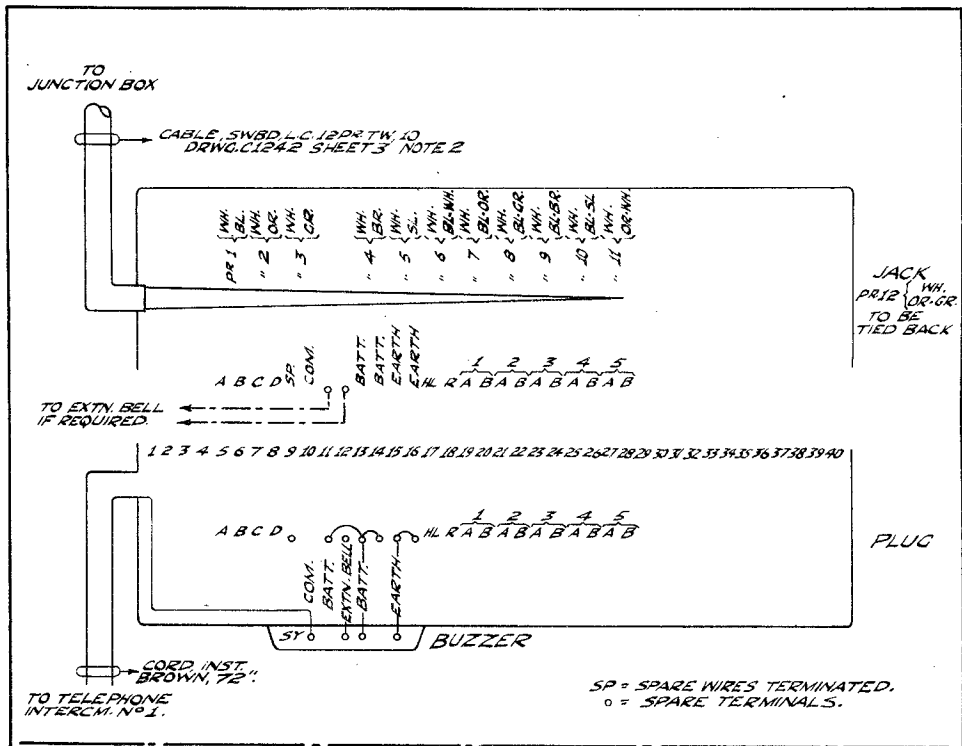 TO
JUNCTION BOX
CABLE, SWBD, L.C. 12PR. TW, 10
DRWG. C1242 SHEET 3 NOTE 2
PR 1 { WH. BL.
" 2 { WH. OR.
" 3 { WH. GR.
" 4 { WH. BR.
" 5 { WH. SL.
" 6 { WH. BL-WH.
" 7 { WH. BL-OR.
" 8 { WH. BL-GR.
" 9 { WH. BL-BR.
" 10 { WH. BL-SL
" 11 { WH. OR-WH.
JACK
PR.12 { WH.
OR-GR.
TO BE
TIED BACK
1 2 3 4 5
A B C D SP. COM. BATT. BATT. EARTH EARTH HL R A B A B A B A B A B
TO EXTN. BELL
IF REQUIRED.
1 2 3 4 5 6 7 8 9 10 11 12 13 14 15 16 17 18 19 20 21 22 23 24 25 26 27 28 29 30 31 32 33 34 35 36 37 38 39 40
1 2 3 4 5
A B C D HL R A B A B A B A B A B
PLUG
COM. BATT. EXTN. BELL BATT. EARTH
SY
BUZZER
CORD, INST.
BROWN, 72".
TO TELEPHONE
INTERCM. Nº 1.
SP = SPARE WIRES TERMINATED.
o = SPARE TERMINALS.